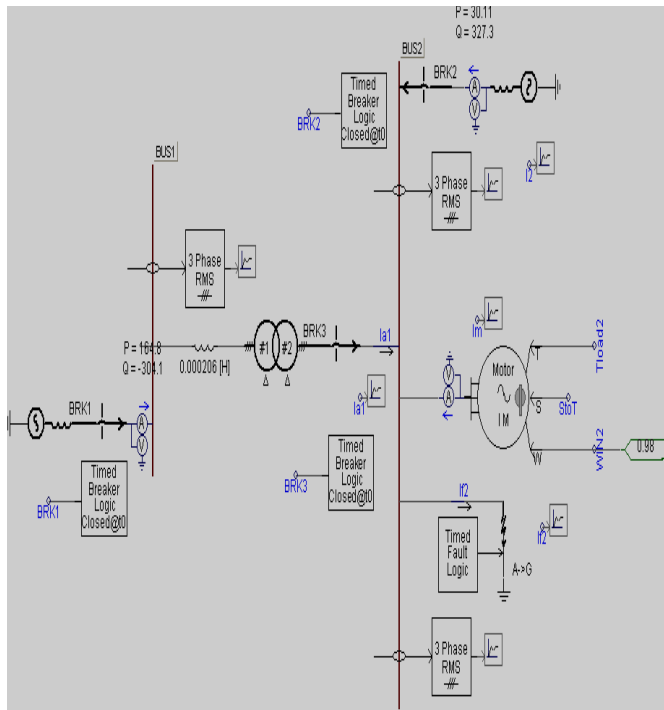 P = 30.11
Q = 327.3
BUS2
BRK2
A
V
Timed
Breaker
Logic
Closed@t0
BRK2
BUS1
3 Phase
RMS
I2
3 Phase
RMS
P = 164.8
Q = -304.1
0.000206 [H]
#1
#2
BRK3
Ia1
Im
Ia1
V
A
Motor
I M
T
S
W
Tload2
StoT
WIN2
0.98
BRK1
A
V
Timed
Breaker
Logic
Closed@t0
BRK1
Timed
Breaker
Logic
Closed@t0
BRK3
If2
Timed
Fault
Logic
A->G
If2
3 Phase
RMS